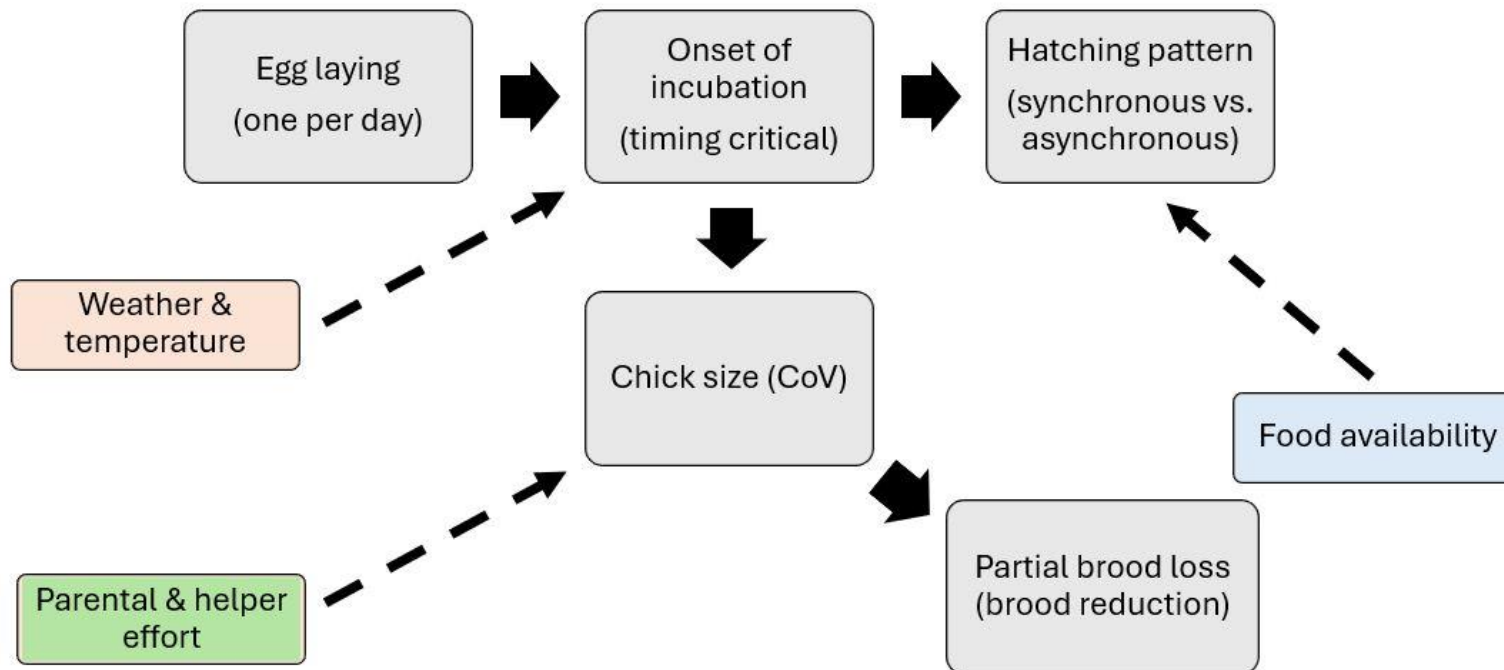 Egg laying
(one per day)
Onset of
incubation
(timing critical)
Hatching pattern
(synchronous vs.
asynchronous)
Weather &
temperature
Chick size (CoV)
Food availability
Parental & helper
effort
Partial brood loss
(brood reduction)